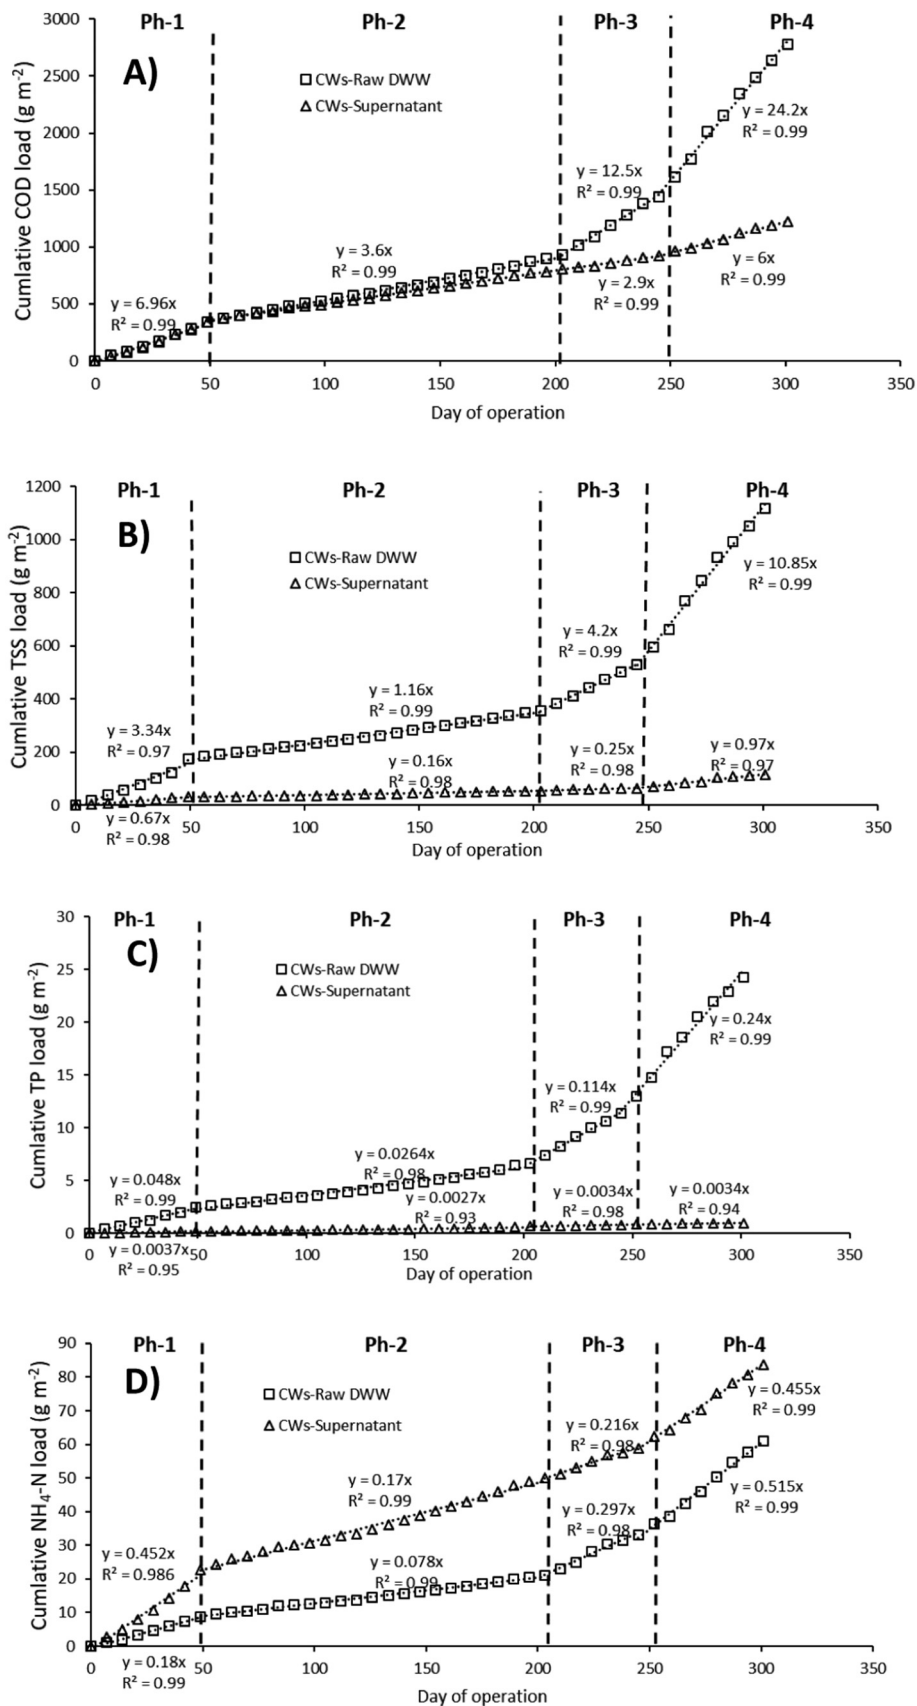 Ph-1 Ph-2 Ph-3 Ph-4
A)
CWs-Raw DWW
CWs-Supernatant
y = 6.96x
R² = 0.99
y = 3.6x
R² = 0.99
y = 12.5x
R² = 0.99
y = 2.9x
R² = 0.99
y = 24.2x
R² = 0.99
y = 6x
R² = 0.99
Cumlative COD load (g m⁻²)
3000
2500
2000
1500
1000
500
0
0 50 100 150 200 250 300 350
Day of operation
Ph-1 Ph-2 Ph-3 Ph-4
B)
CWs-Raw DWW
CWs-Supernatant
y = 3.34x
R² = 0.97
y = 0.67x
R² = 0.98
y = 1.16x
R² = 0.99
y = 0.16x
R² = 0.98
y = 4.2x
R² = 0.99
y = 0.25x
R² = 0.98
y = 10.85x
R² = 0.99
y = 0.97x
R² = 0.97
Cumlative TSS load (g m⁻²)
1200
1000
800
600
400
200
0
0 50 100 150 200 250 300 350
Day of operation
Ph-1 Ph-2 Ph-3 Ph-4
C)
CWs-Raw DWW
CWs-Supernatant
y = 0.048x
R² = 0.99
y = 0.0037x
R² = 0.95
y = 0.0264x
R² = 0.98
y = 0.0027x
R² = 0.93
y = 0.114x
R² = 0.99
y = 0.0034x
R² = 0.98
y = 0.24x
R² = 0.99
y = 0.0034x
R² = 0.94
Cumlative TP load (g m⁻²)
30
25
20
15
10
5
0
0 50 100 150 200 250 300 350
Day of operation
Ph-1 Ph-2 Ph-3 Ph-4
D)
CWs-Raw DWW
CWs-Supernatant
y = 0.452x
R² = 0.986
y = 0.18x
R² = 0.99
y = 0.17x
R² = 0.99
y = 0.078x
R² = 0.99
y = 0.216x
R² = 0.98
y = 0.297x
R² = 0.98
y = 0.455x
R² = 0.99
y = 0.515x
R² = 0.99
Cumlative NH₄-N load (g m⁻²)
90
80
70
60
50
40
30
20
10
0
0 50 100 150 200 250 300 350
Day of operation